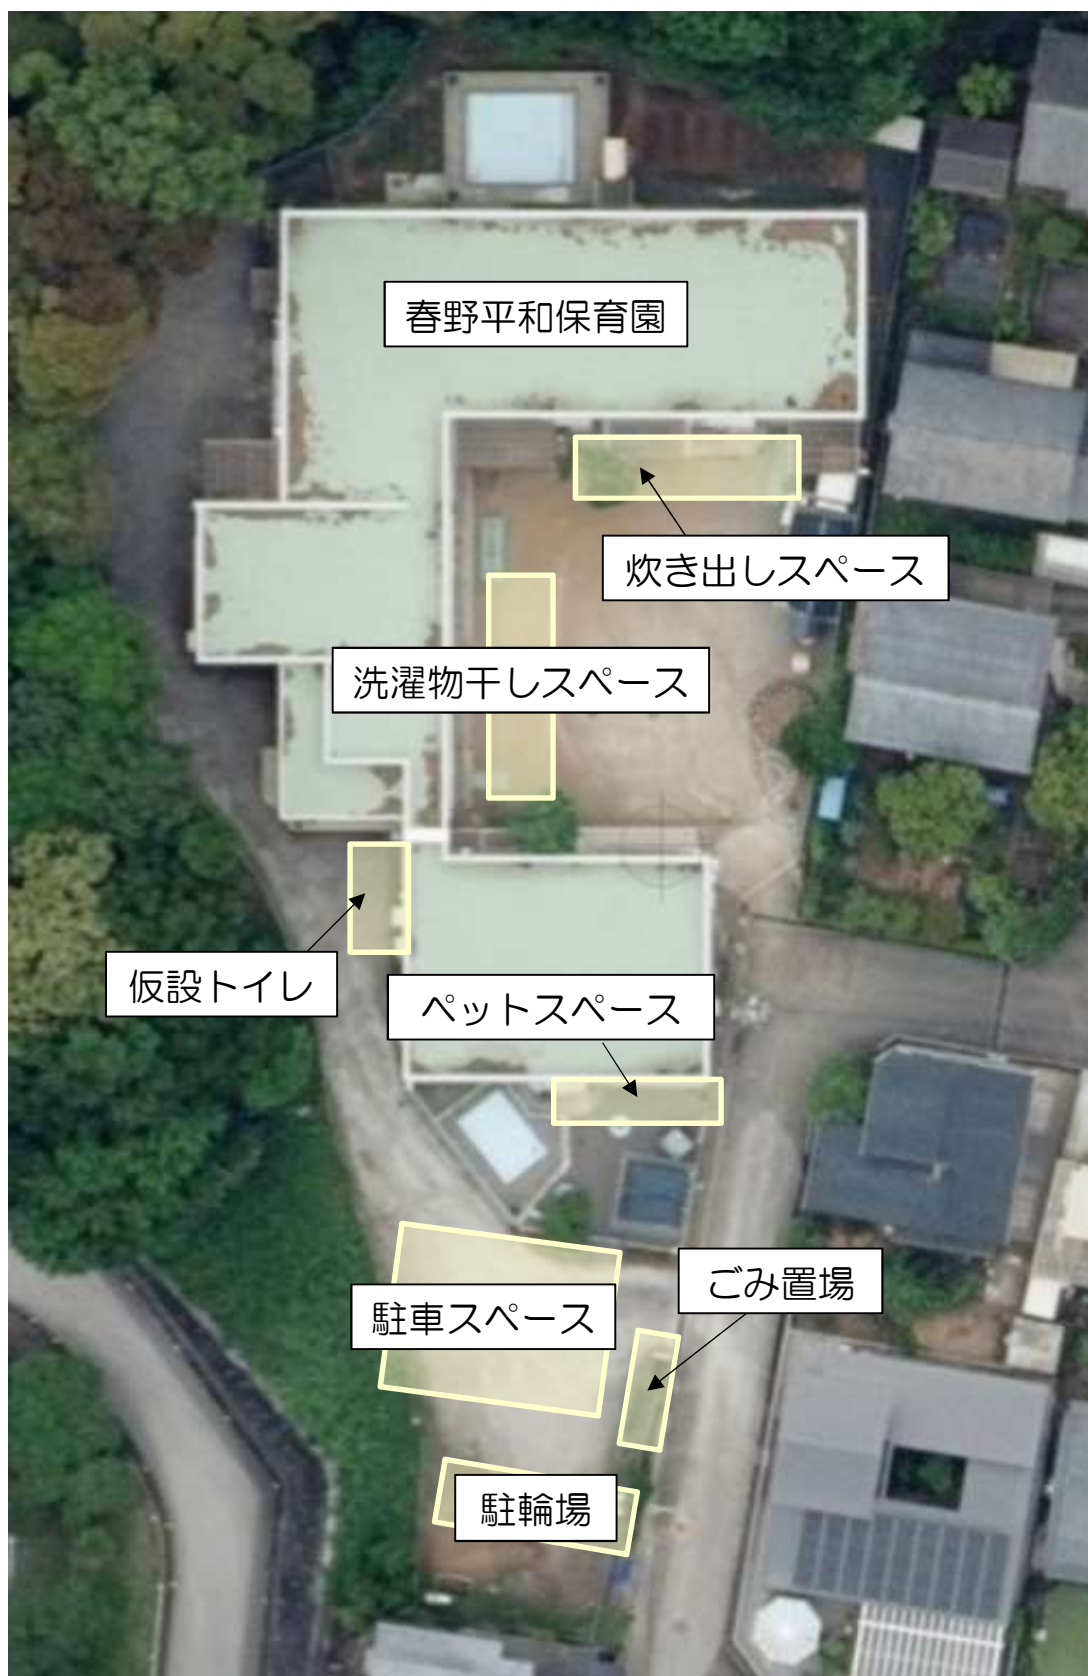 春野平和保育園
炊き出しスペース
洗濯物干しスペース
仮設トイレ
ペットスペース
ごみ置場
駐車スペース
駐輪場